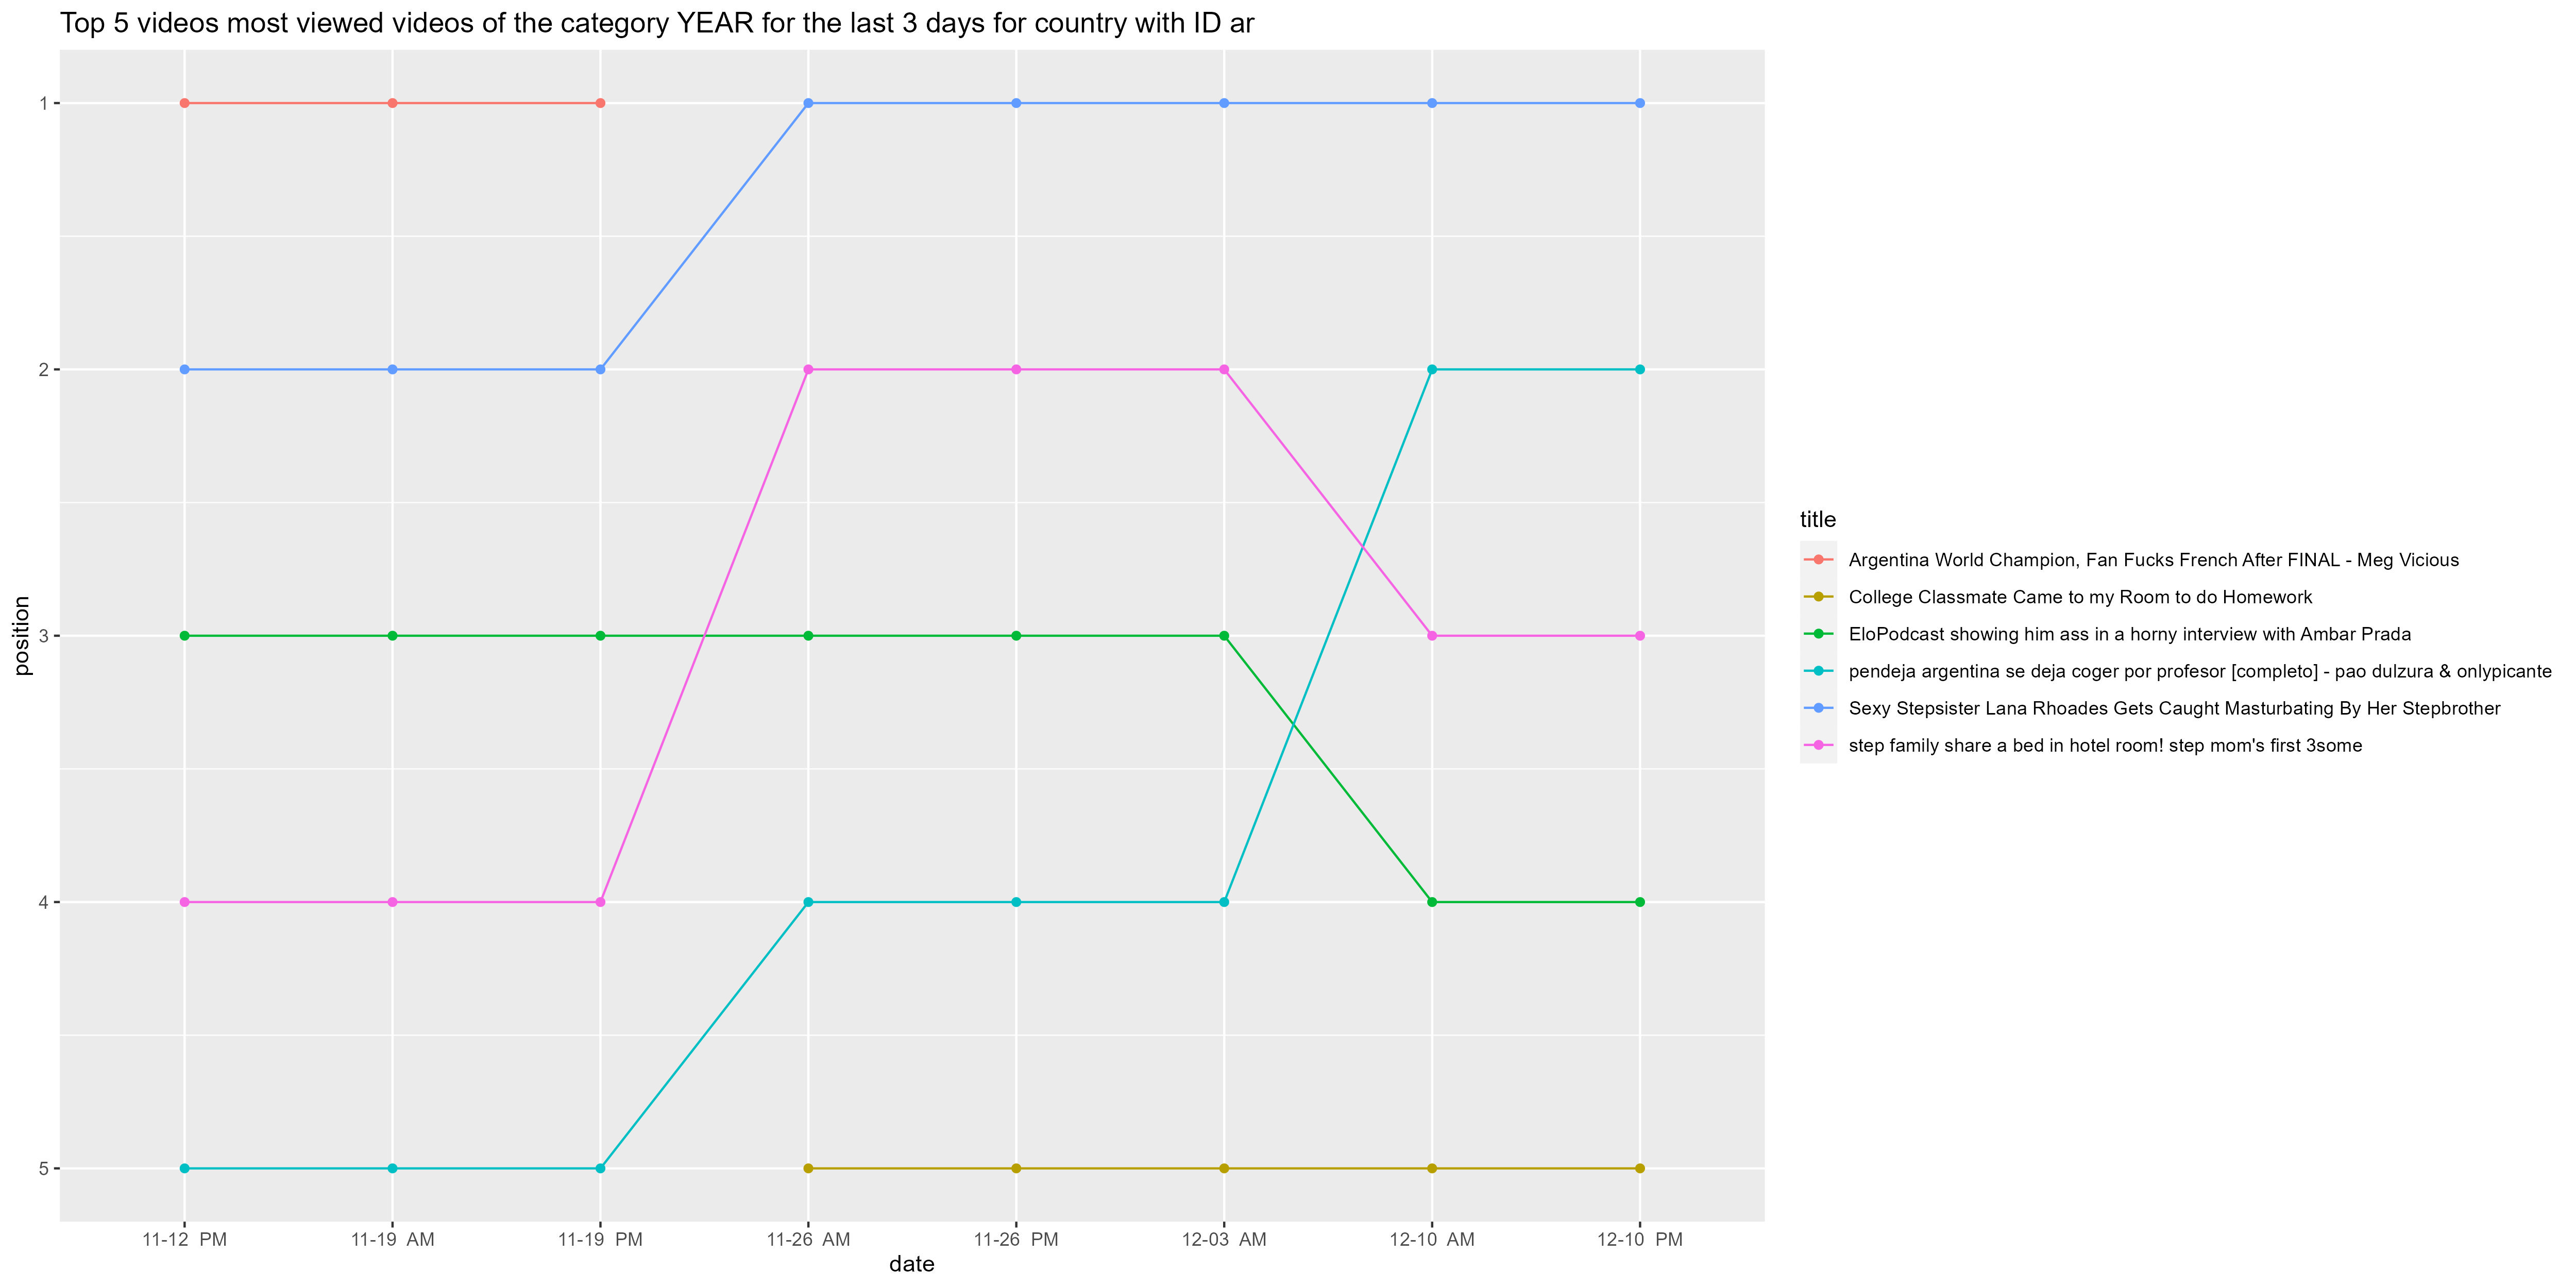 Top 5 videos most viewed videos of the category YEAR for the last 3 days for country with ID ar
position
1
2
3
4
5
11-12 PM
11-19 AM
11-19 PM
11-26 AM
11-26 PM
12-03 AM
12-10 AM
12-10 PM
date
title
Argentina World Champion, Fan Fucks French After FINAL - Meg Vicious
College Classmate Came to my Room to do Homework
EloPodcast showing him ass in a horny interview with Ambar Prada
pendeja argentina se deja coger por profesor [completo] - pao dulzura & onlypicante
Sexy Stepsister Lana Rhoades Gets Caught Masturbating By Her Stepbrother
step family share a bed in hotel room! step mom's first 3some